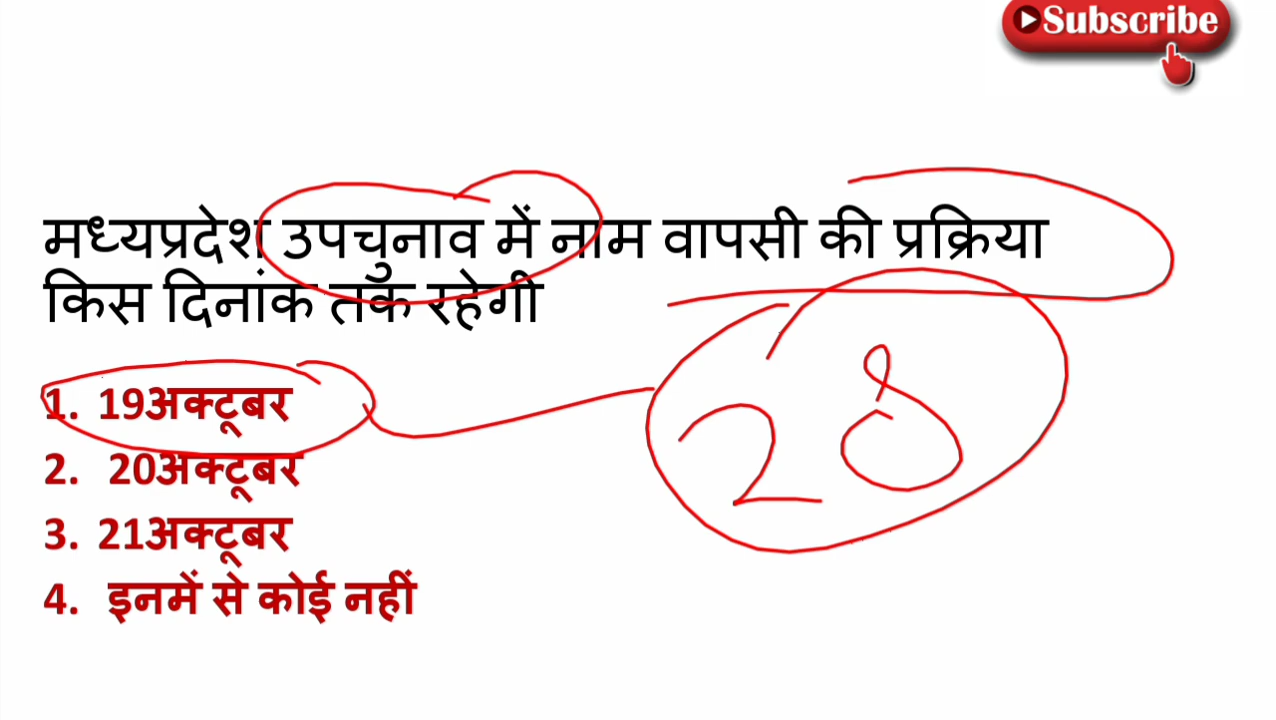 Subscribe
मध्यप्रदेश उपचुनाव में नाम वापसी की प्रक्रिया
किस दिनांक तक रहेगी
1. 19अक्टूबर
2. 20अक्टूबर
3. 21अक्टूबर
4. इनमें से कोई नहीं
28